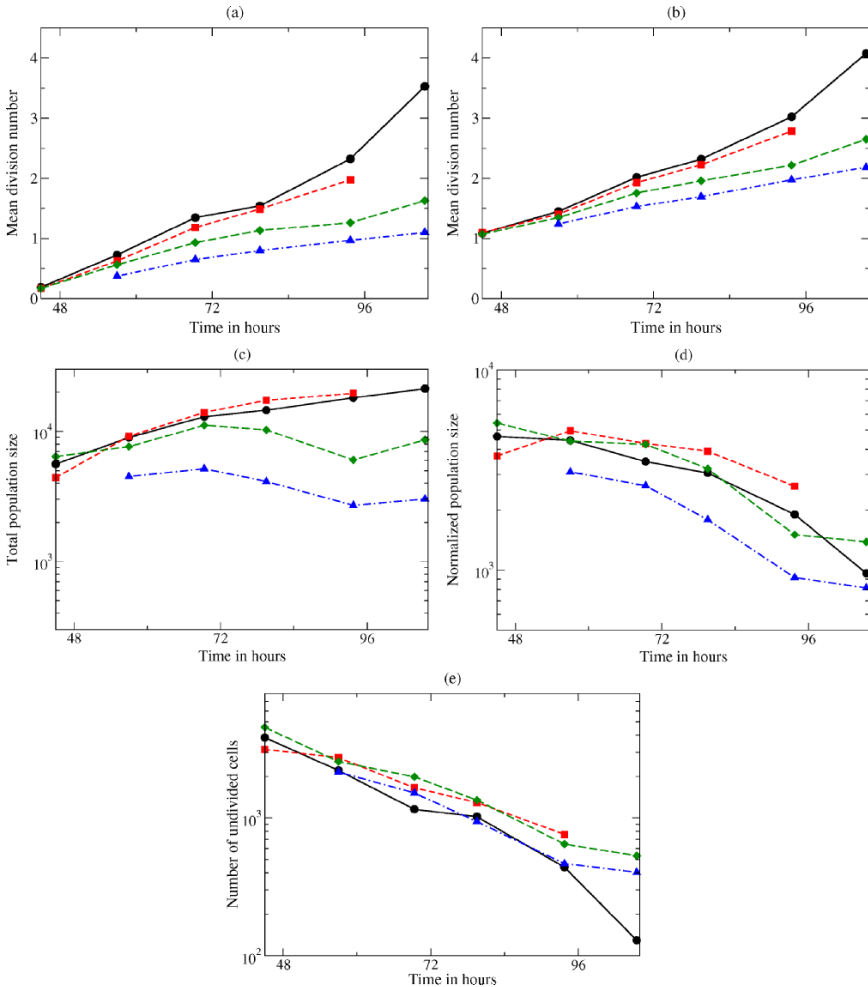 (a)
(b)
4
3
2
1
0
Mean division number
48
72
96
Time in hours
4
3
2
1
0
Mean division number
48
72
96
Time in hours
(c)
(d)
10^4
10^3
Total population size
48
72
96
Time in hours
10^4
10^3
Normalized population size
48
72
96
Time in hours
(e)
10^3
10^2
Number of undivided cells
48
72
96
Time in hours